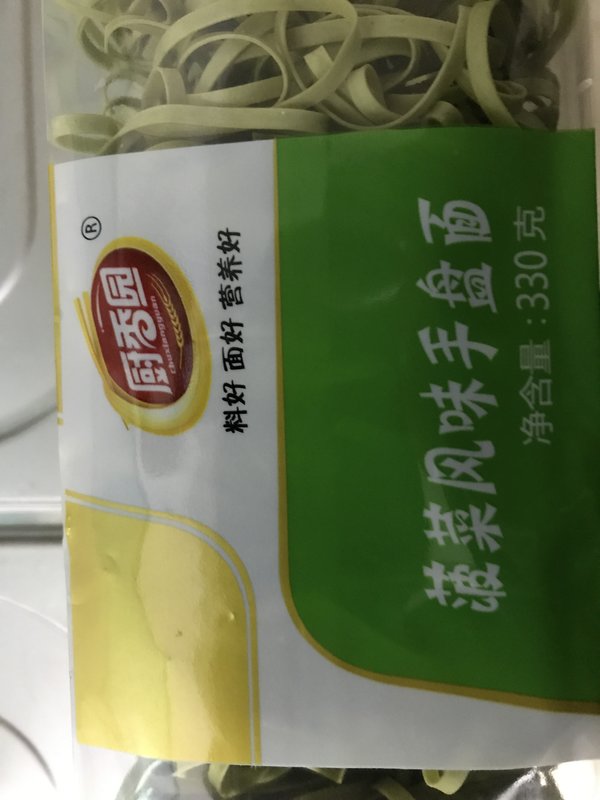 厨香园
chuxiangyuan
®
料好 面好 营养好
菠菜风味手盘面
净含量:330克